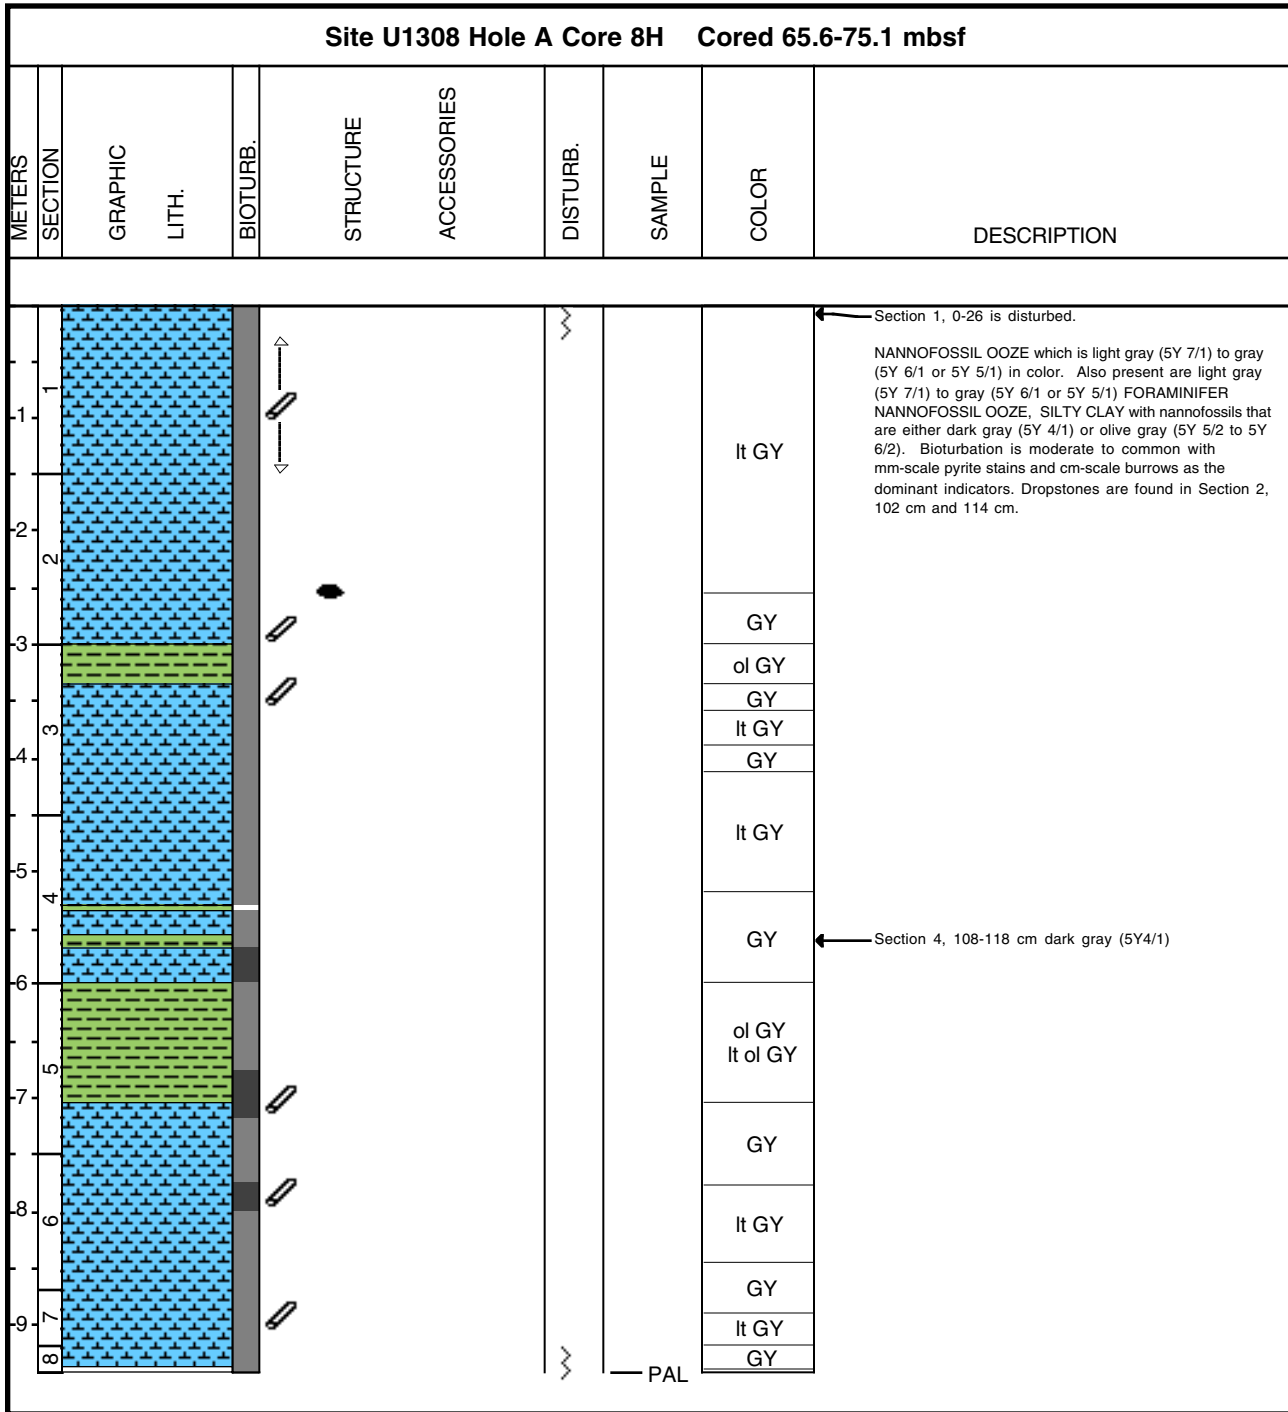 Site U1308 Hole A Core 8H Cored 65.6-75.1 mbsf
METERS
SECTION
GRAPHIC
LITH.
BIOTURB.
STRUCTURE
ACCESSORIES
DISTURB.
SAMPLE
COLOR
DESCRIPTION
1
2
3
4
5
6
7
8
9
1
2
3
4
5
6
7
8
PAL
lt GY
GY
ol GY
GY
lt GY
GY
lt GY
GY
ol GY
lt ol GY
GY
lt GY
GY
lt GY
GY
Section 1, 0-26 is disturbed.
NANNOFOSSIL OOZE which is light gray (5Y 7/1) to gray
(5Y 6/1 or 5Y 5/1) in color. Also present are light gray
(5Y 7/1) to gray (5Y 6/1 or 5Y 5/1) FORAMINIFER
NANNOFOSSIL OOZE, SILTY CLAY with nannofossils that
are either dark gray (5Y 4/1) or olive gray (5Y 5/2 to 5Y
6/2). Bioturbation is moderate to common with
mm-scale pyrite stains and cm-scale burrows as the
dominant indicators. Dropstones are found in Section 2,
102 cm and 114 cm.
Section 4, 108-118 cm dark gray (5Y4/1)